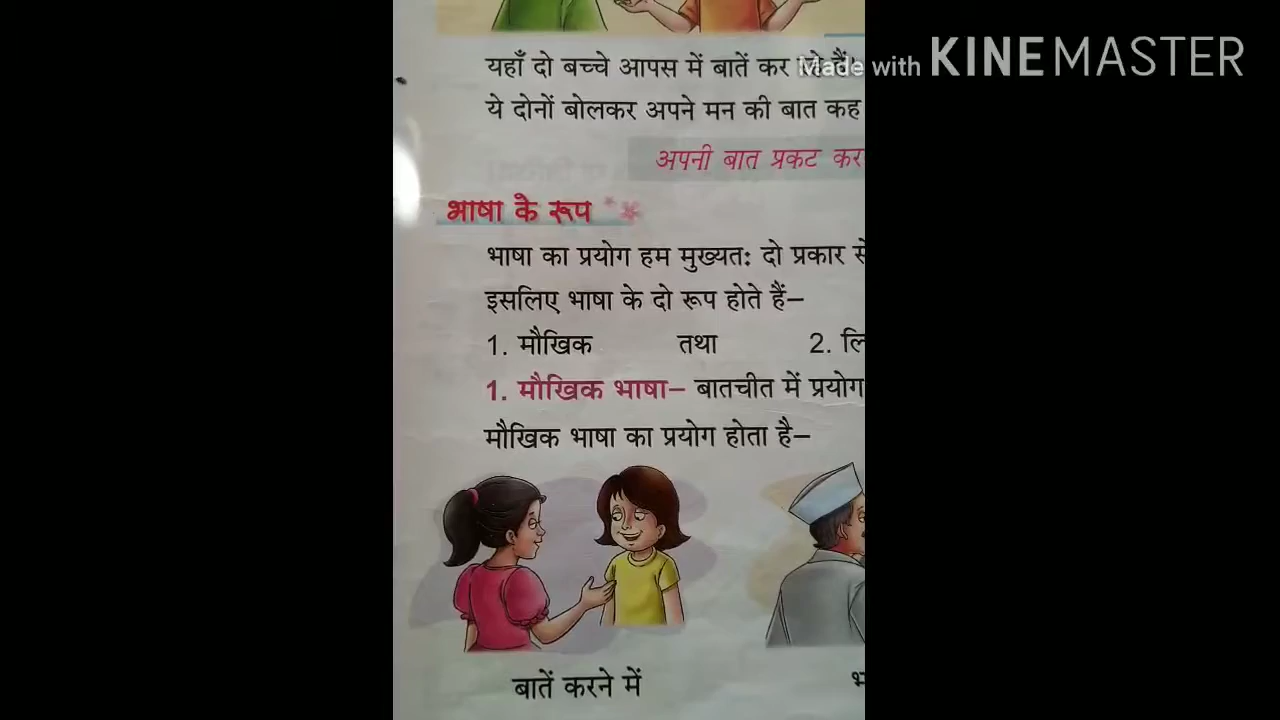 यहाँ दो बच्चे आपस में बातें कर रहे हैं
Made with KINEMASTER
ये दोनों बोलकर अपने मन की बात कह
अपनी बात प्रकट कर
भाषा के रूप
भाषा का प्रयोग हम मुख्यतः दो प्रकार से
इसलिए भाषा के दो रूप होते हैं–
1. मौखिक तथा 2. लि
1. मौखिक भाषा– बातचीत में प्रयोग
मौखिक भाषा का प्रयोग होता है–
बातें करने में